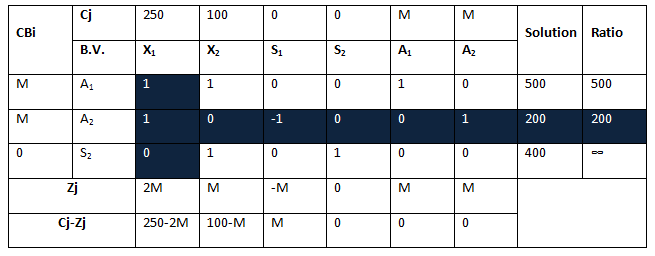 CBi Cj 250 100 0 0 M M Solution Ratio
B.V. X₁ X₂ S₁ S₂ A₁ A₂
M A₁ 1 1 0 0 1 0 500 500
M A₂ 1 0 -1 0 0 1 200 200
0 S₂ 0 1 0 1 0 0 400 ∞
Zj 2M M -M 0 M M
Cj-Zj 250-2M 100-M M 0 0 0